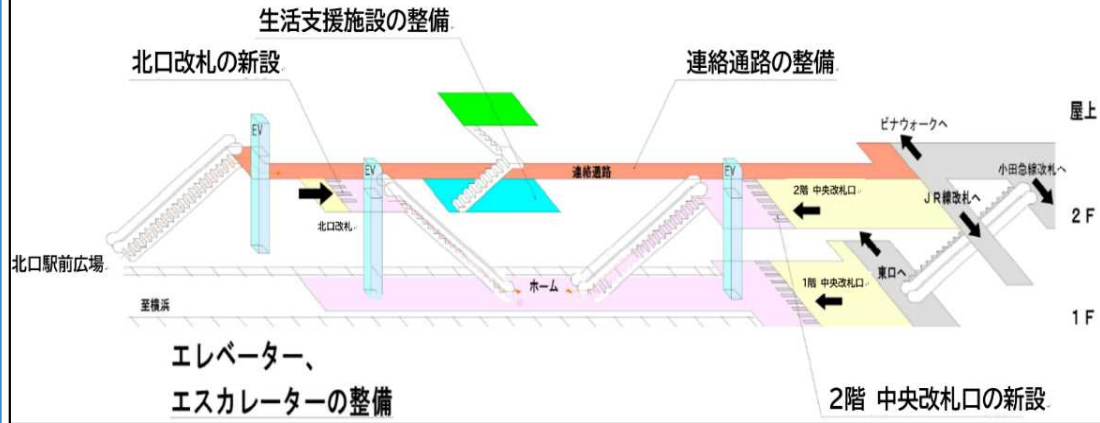 生活支援施設の整備
北口改札の新設
連絡通路の整備
屋上
ビナウォークへ
EV
連絡通路
小田急線改札へ
EV
EV
2階 中央改札口
JR線改札へ
2F
北口改札
北口駅前広場
東口へ
ホーム
1階 中央改札口
至横浜
1F
エレベーター、
エスカレーターの整備
2階 中央改札口の新設